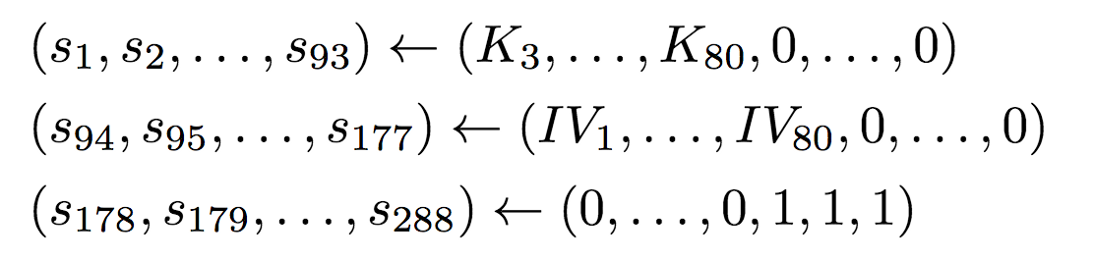 (s₁, s₂, . . . , s₉₃) ← (K₃, . . . , K₈₀, 0, . . . , 0)
(s₉₄, s₉₅, . . . , s₁₇₇) ← (IV₁, . . . , IV₈₀, 0, . . . , 0)
(s₁₇₈, s₁₇₉, . . . , s₂₈₈) ← (0, . . . , 0, 1, 1, 1)